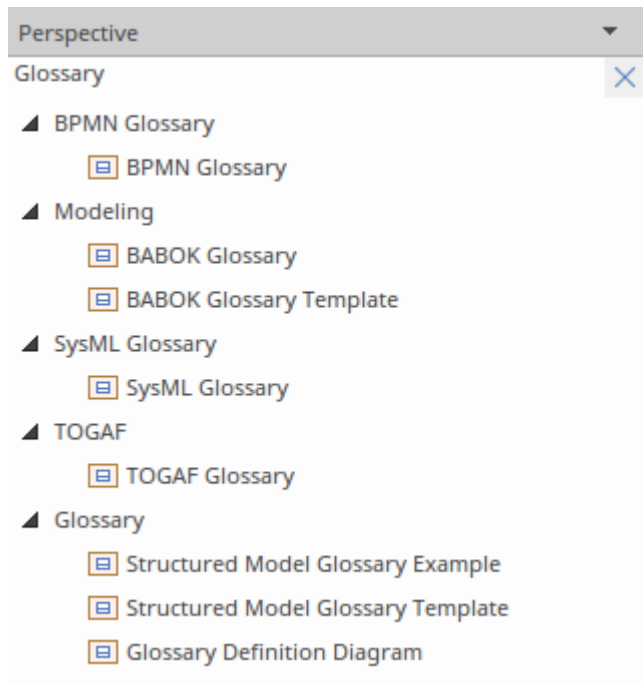 Perspective
Glossary
BPMN Glossary
BPMN Glossary
Modeling
BABOK Glossary
BABOK Glossary Template
SysML Glossary
SysML Glossary
TOGAF
TOGAF Glossary
Glossary
Structured Model Glossary Example
Structured Model Glossary Template
Glossary Definition Diagram